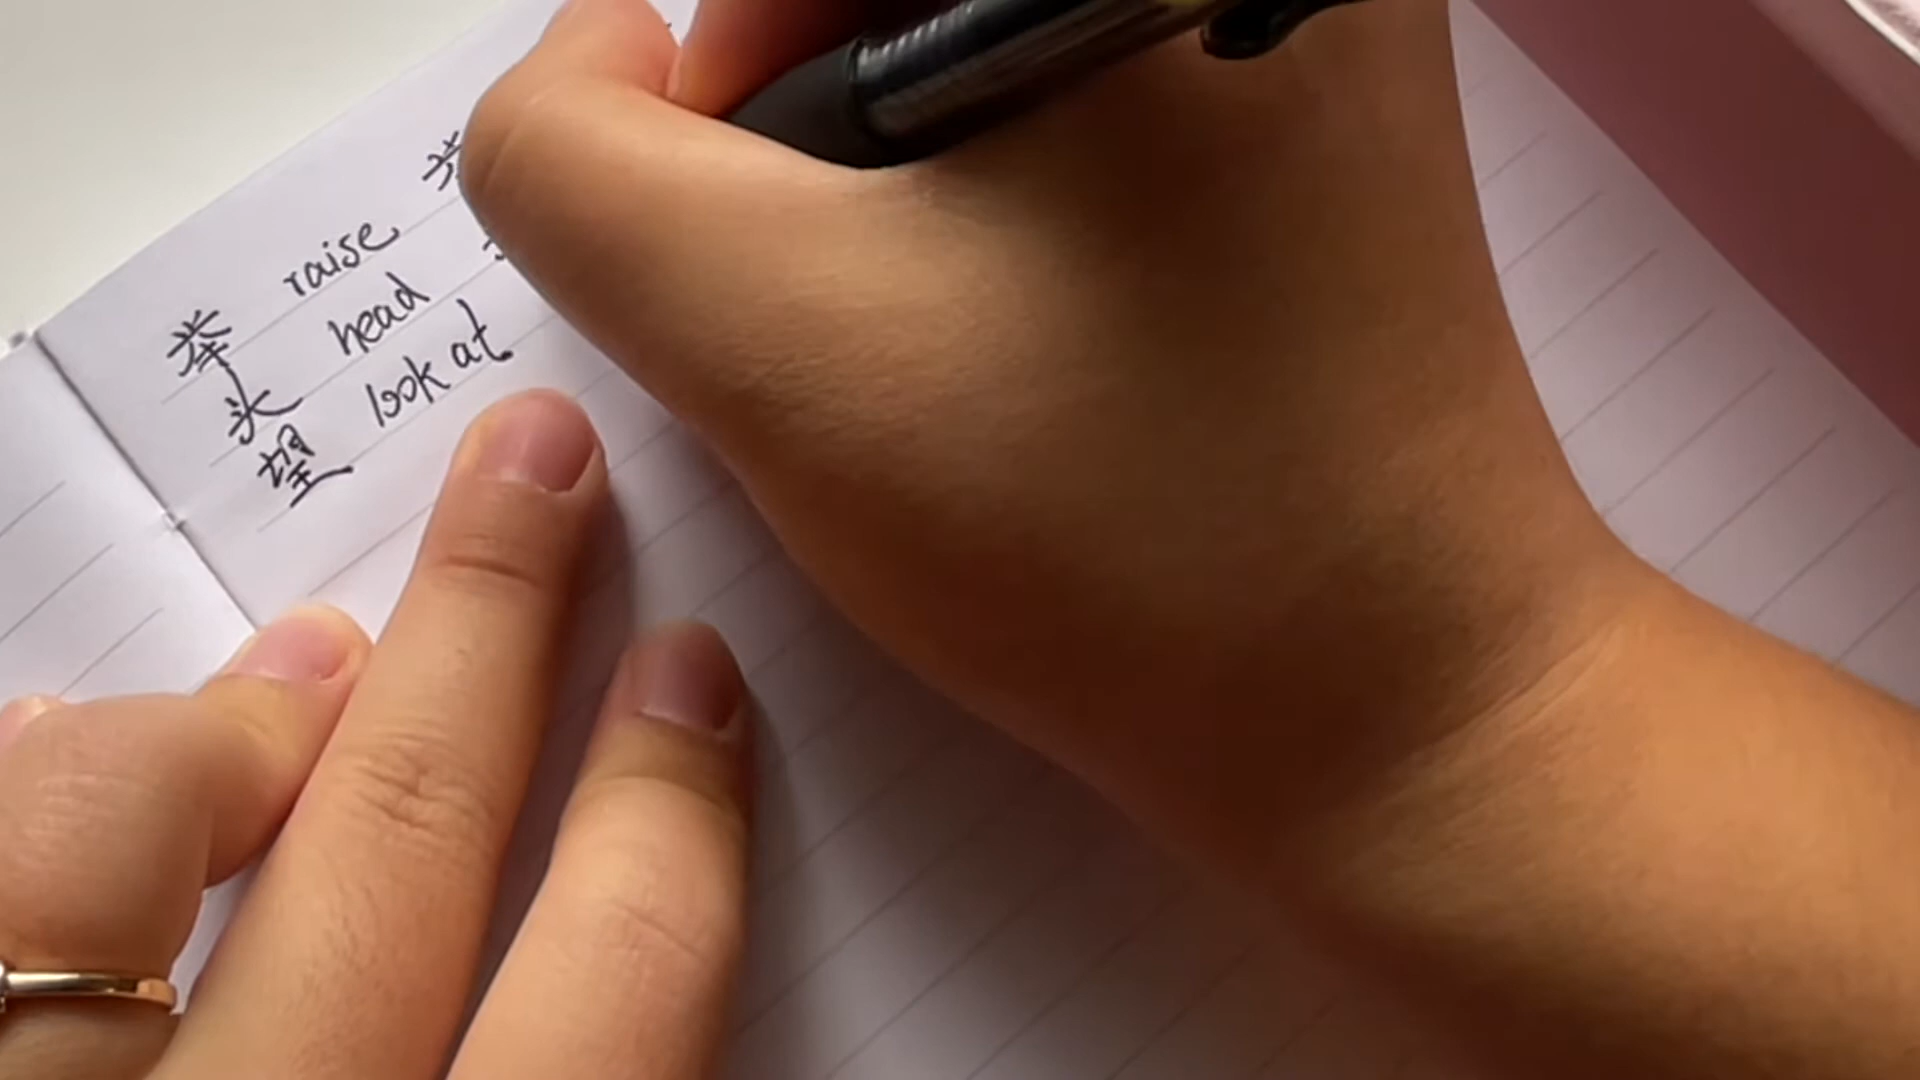 举 raise
头 head
望 look at